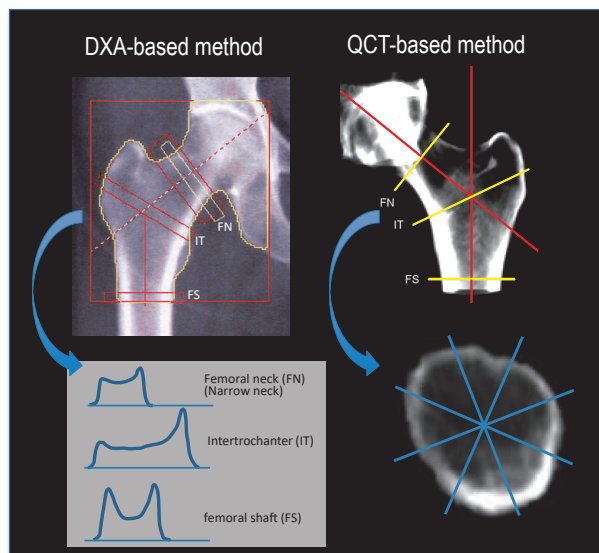 DXA-based method
QCT-based method
FN
IT
FS
FN
IT
FS
Femoral neck (FN)
(Narrow neck)
Intertrochanter (IT)
femoral shaft (FS)